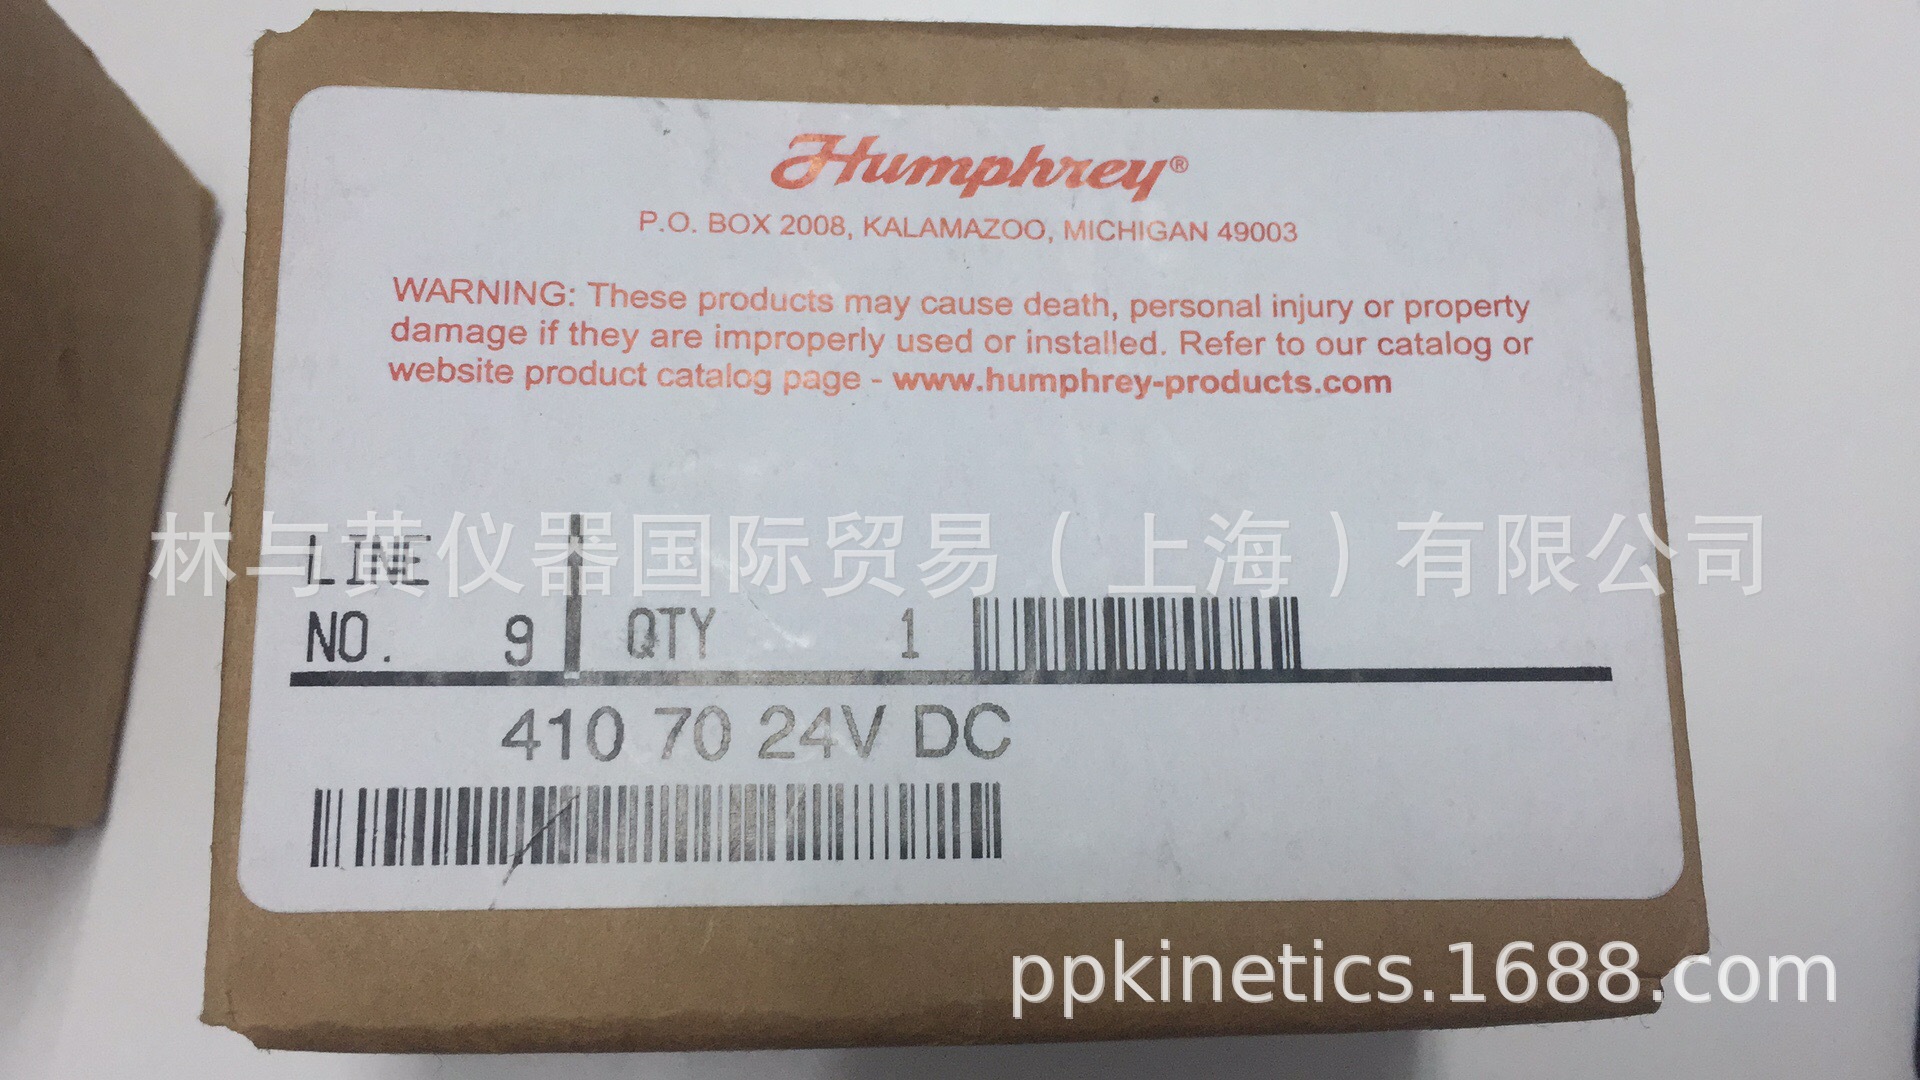 Humphrey®
P.O. BOX 2008, KALAMAZOO, MICHIGAN 49003
WARNING: These products may cause death, personal injury or property
damage if they are improperly used or installed. Refer to our catalog or
website product catalog page - www.humphrey-products.com
林与黄仪器国际贸易（上海）有限公司
LINE
NO. 9 QTY 1
410 70 24V DC
ppkinetics.1688.com